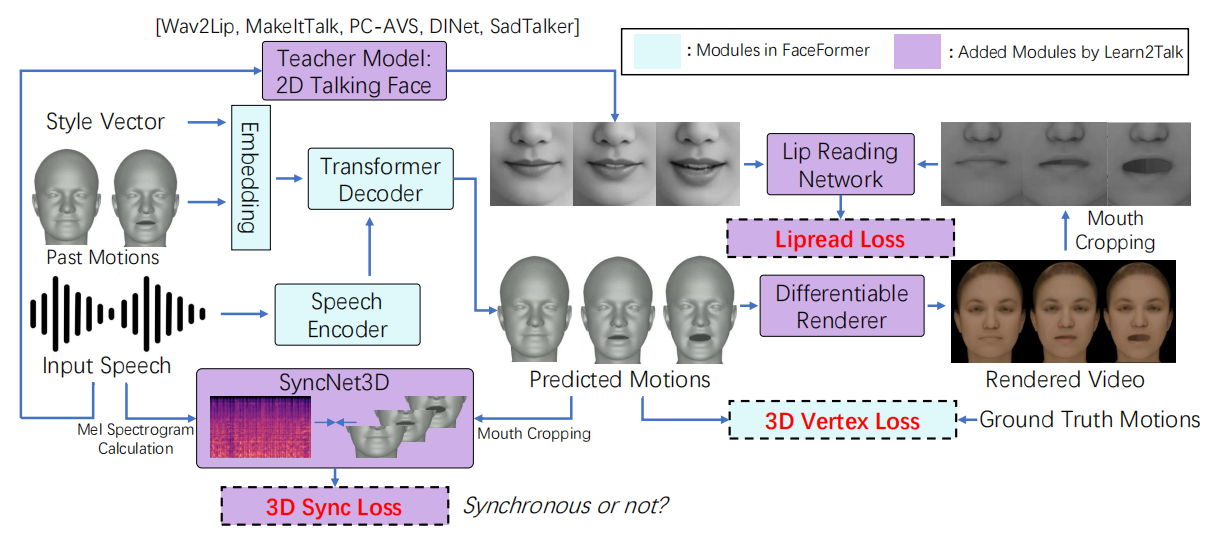 [Wav2Lip, MakeItTalk, PC-AVS, DINet, SadTalker]
Teacher Model:
2D Talking Face
: Modules in FaceFormer
: Added Modules by Learn2Talk
Style Vector
Embedding
Transformer
Decoder
Lip Reading
Network
Mouth
Cropping
Past Motions
Lipread Loss
Speech
Encoder
Differentiable
Renderer
Input Speech
SyncNet3D
Predicted Motions
Rendered Video
Mel Spectrogram
Calculation
Mouth Cropping
3D Vertex Loss
Ground Truth Motions
3D Sync Loss
Synchronous or not?